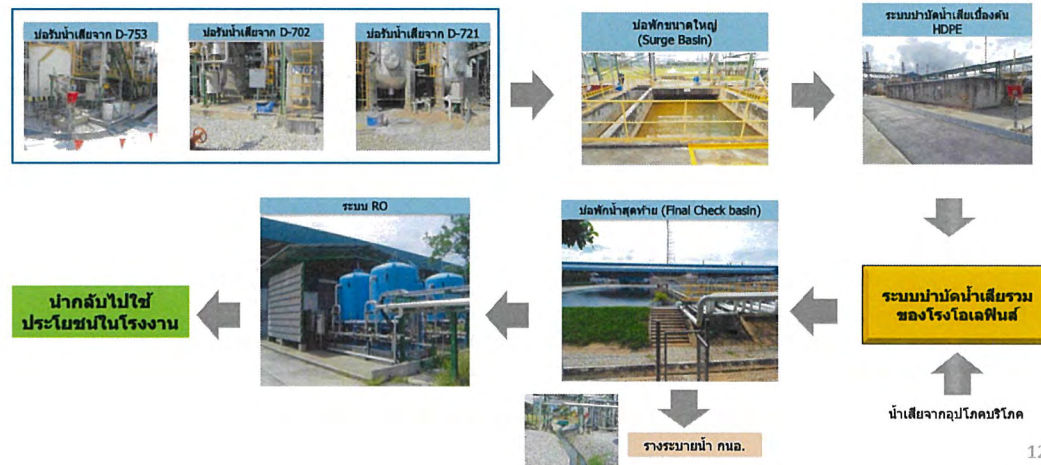 บ่อรับน้ำเสียจาก D-753
บ่อรับน้ำเสียจาก D-702
บ่อรับน้ำเสียจาก D-721
บ่อพักขนาดใหญ่
(Surge Basin)
ระบบบำบัดน้ำเสียเบื้องต้น
HDPE
ระบบ RO
บ่อพักน้ำสุดท้าย (Final Check basin)
นำกลับไปใช้
ประโยชน์ในโรงงาน
ระบบบำบัดน้ำเสียรวม
ของโรงโอเลฟินส์
น้ำเสียจากอุปโภคบริโภค
รางระบายน้ำ กนอ.
12